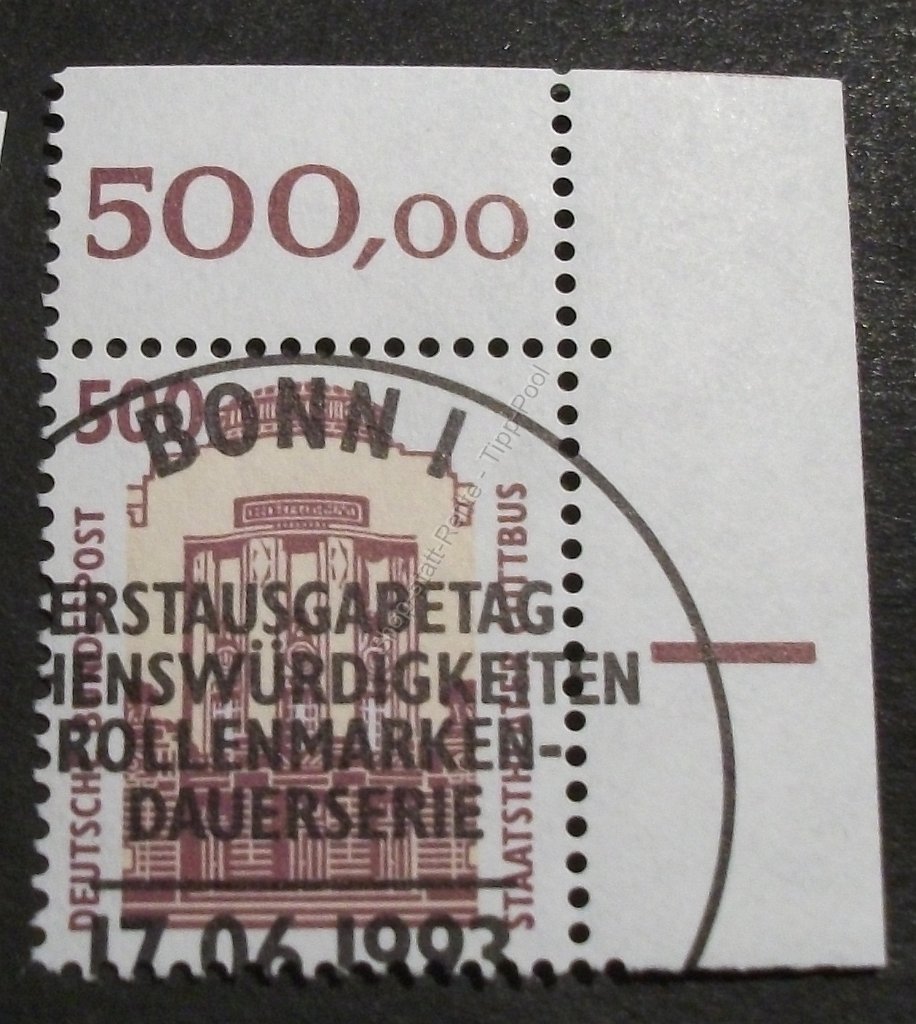 500,00
500
BONN 1
DEUTSCHE BUNDESPOST
STAATSTHEATER COTTBUS
ERSTAUSGABETAG
HENSWÜRDIGKEITEN
ROLLENMARKEN-
DAUERSERIE
17.06.1993